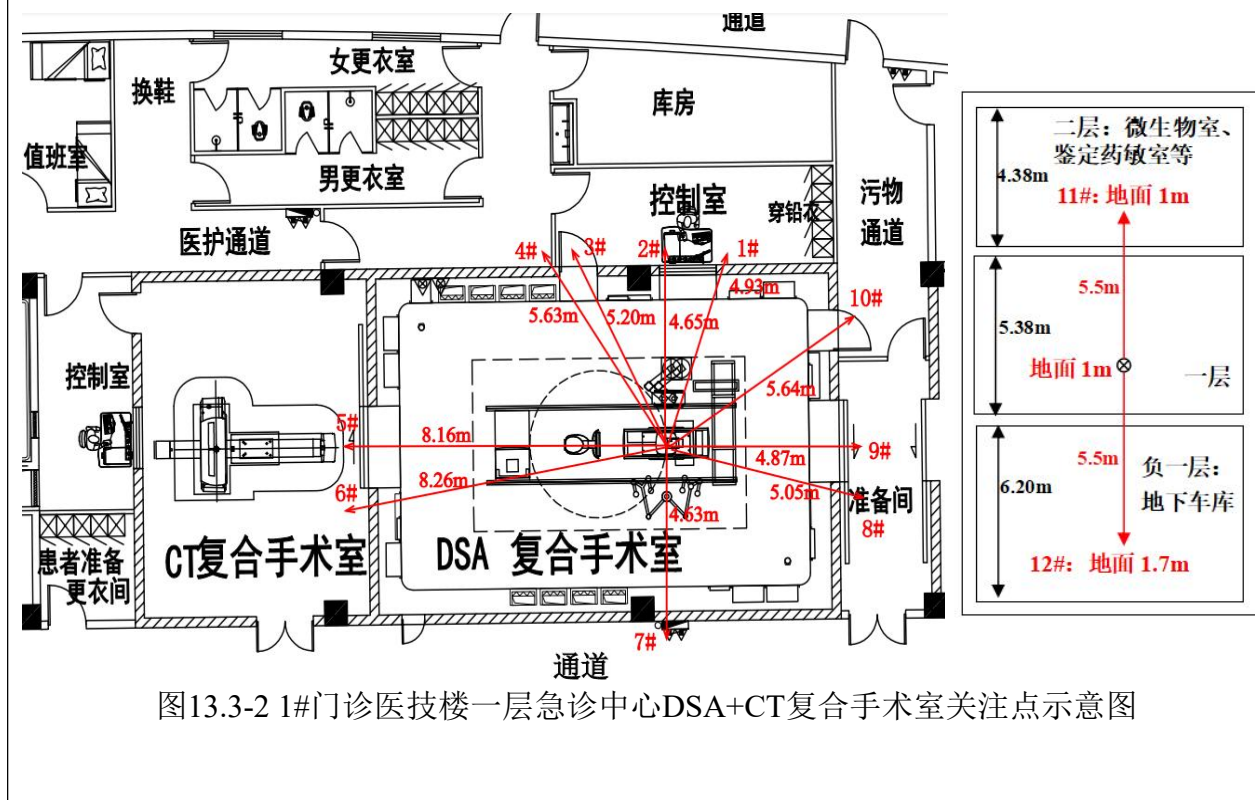 通道
女更衣室
换鞋
库房
值班室
男更衣室
控制室
穿铅衣
污物
通道
医护通道
4#
3#
2#
1#
10#
4.93m
5.63m
5.20m
4.65m
5.64m
控制室
5#
8.16m
4.87m
9#
6#
8.26m
5.05m
准备间
8#
4.63m
CT复合手术室
DSA 复合手术室
患者准备
更衣间
7#
通道
二层：微生物室、
鉴定药敏室等
4.38m
11#: 地面 1m
5.5m
5.38m
地面 1m
一层
5.5m
负一层：
地下车库
6.20m
12#: 地面 1.7m
图13.3-2 1#门诊医技楼一层急诊中心DSA+CT复合手术室关注点示意图